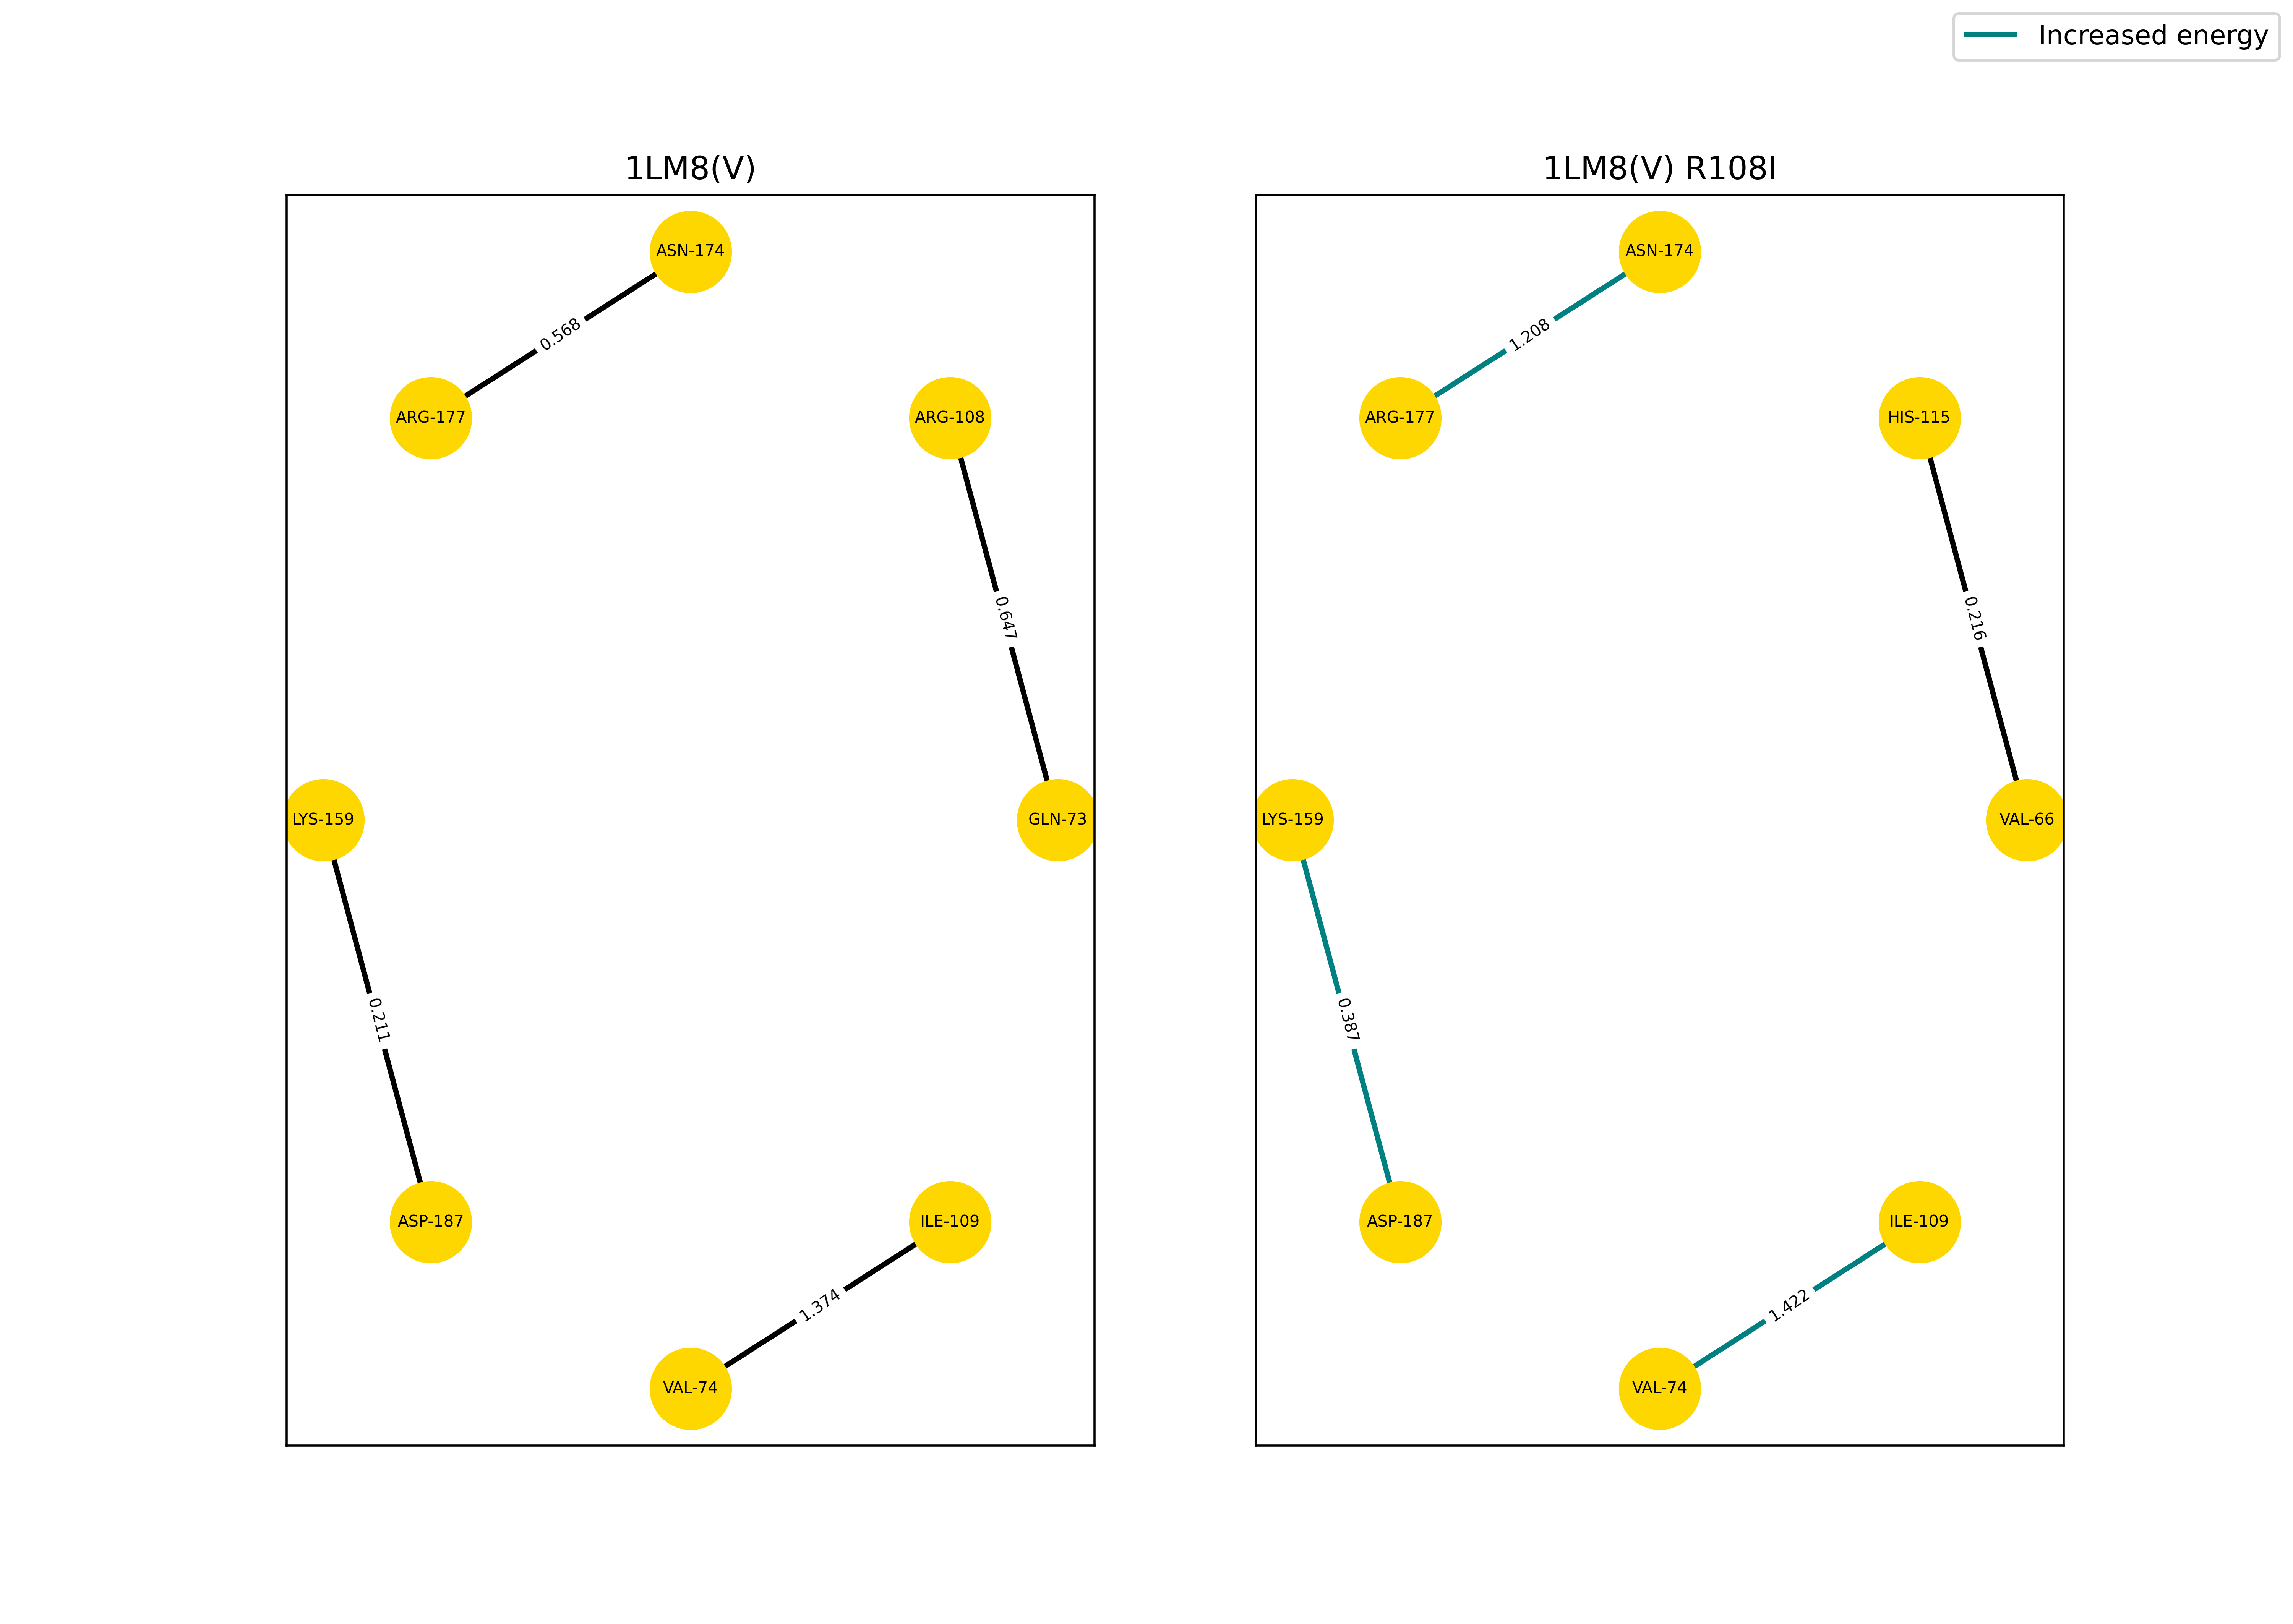 Increased energy
1LM8(V)
ASN-174
0.568
ARG-177
ARG-108
0.647
LYS-159
GLN-73
0.211
ASP-187
ILE-109
1.374
VAL-74
1LM8(V) R108I
ASN-174
1.208
ARG-177
HIS-115
0.216
LYS-159
VAL-66
0.387
ASP-187
ILE-109
1.422
VAL-74